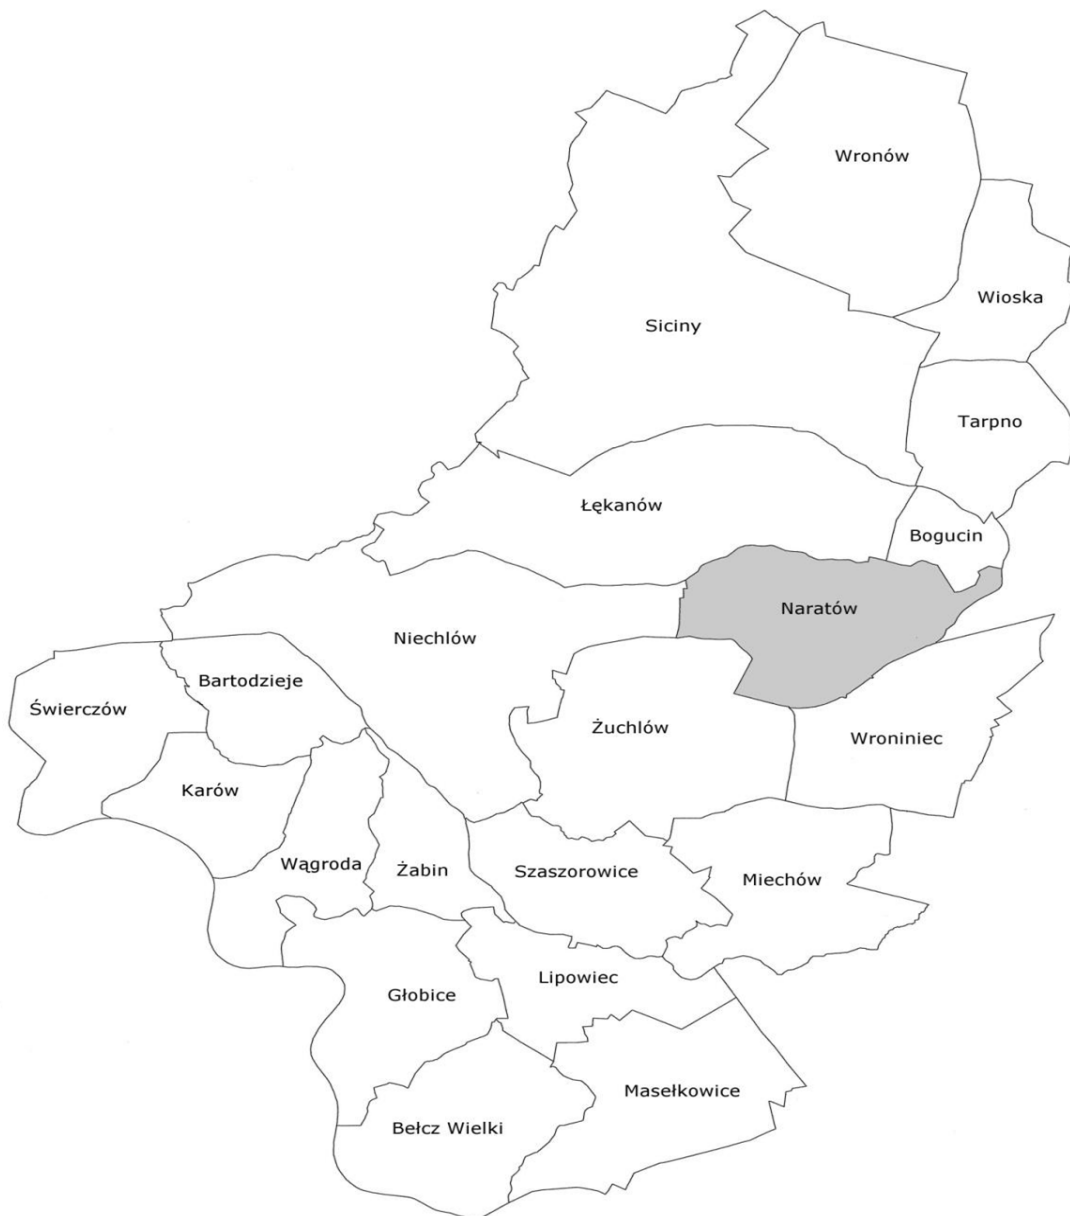 Wronów
Wioska
Siciny
Tarpno
Łękanów
Bogucin
Naratów
Niechlów
Bartodzieje
Świerczów
Żuchlów
Wroniniec
Karów
Wągroda
Żabin
Szaszorowice
Miechów
Lipowiec
Głobice
Masełkowice
Bełcz Wielki